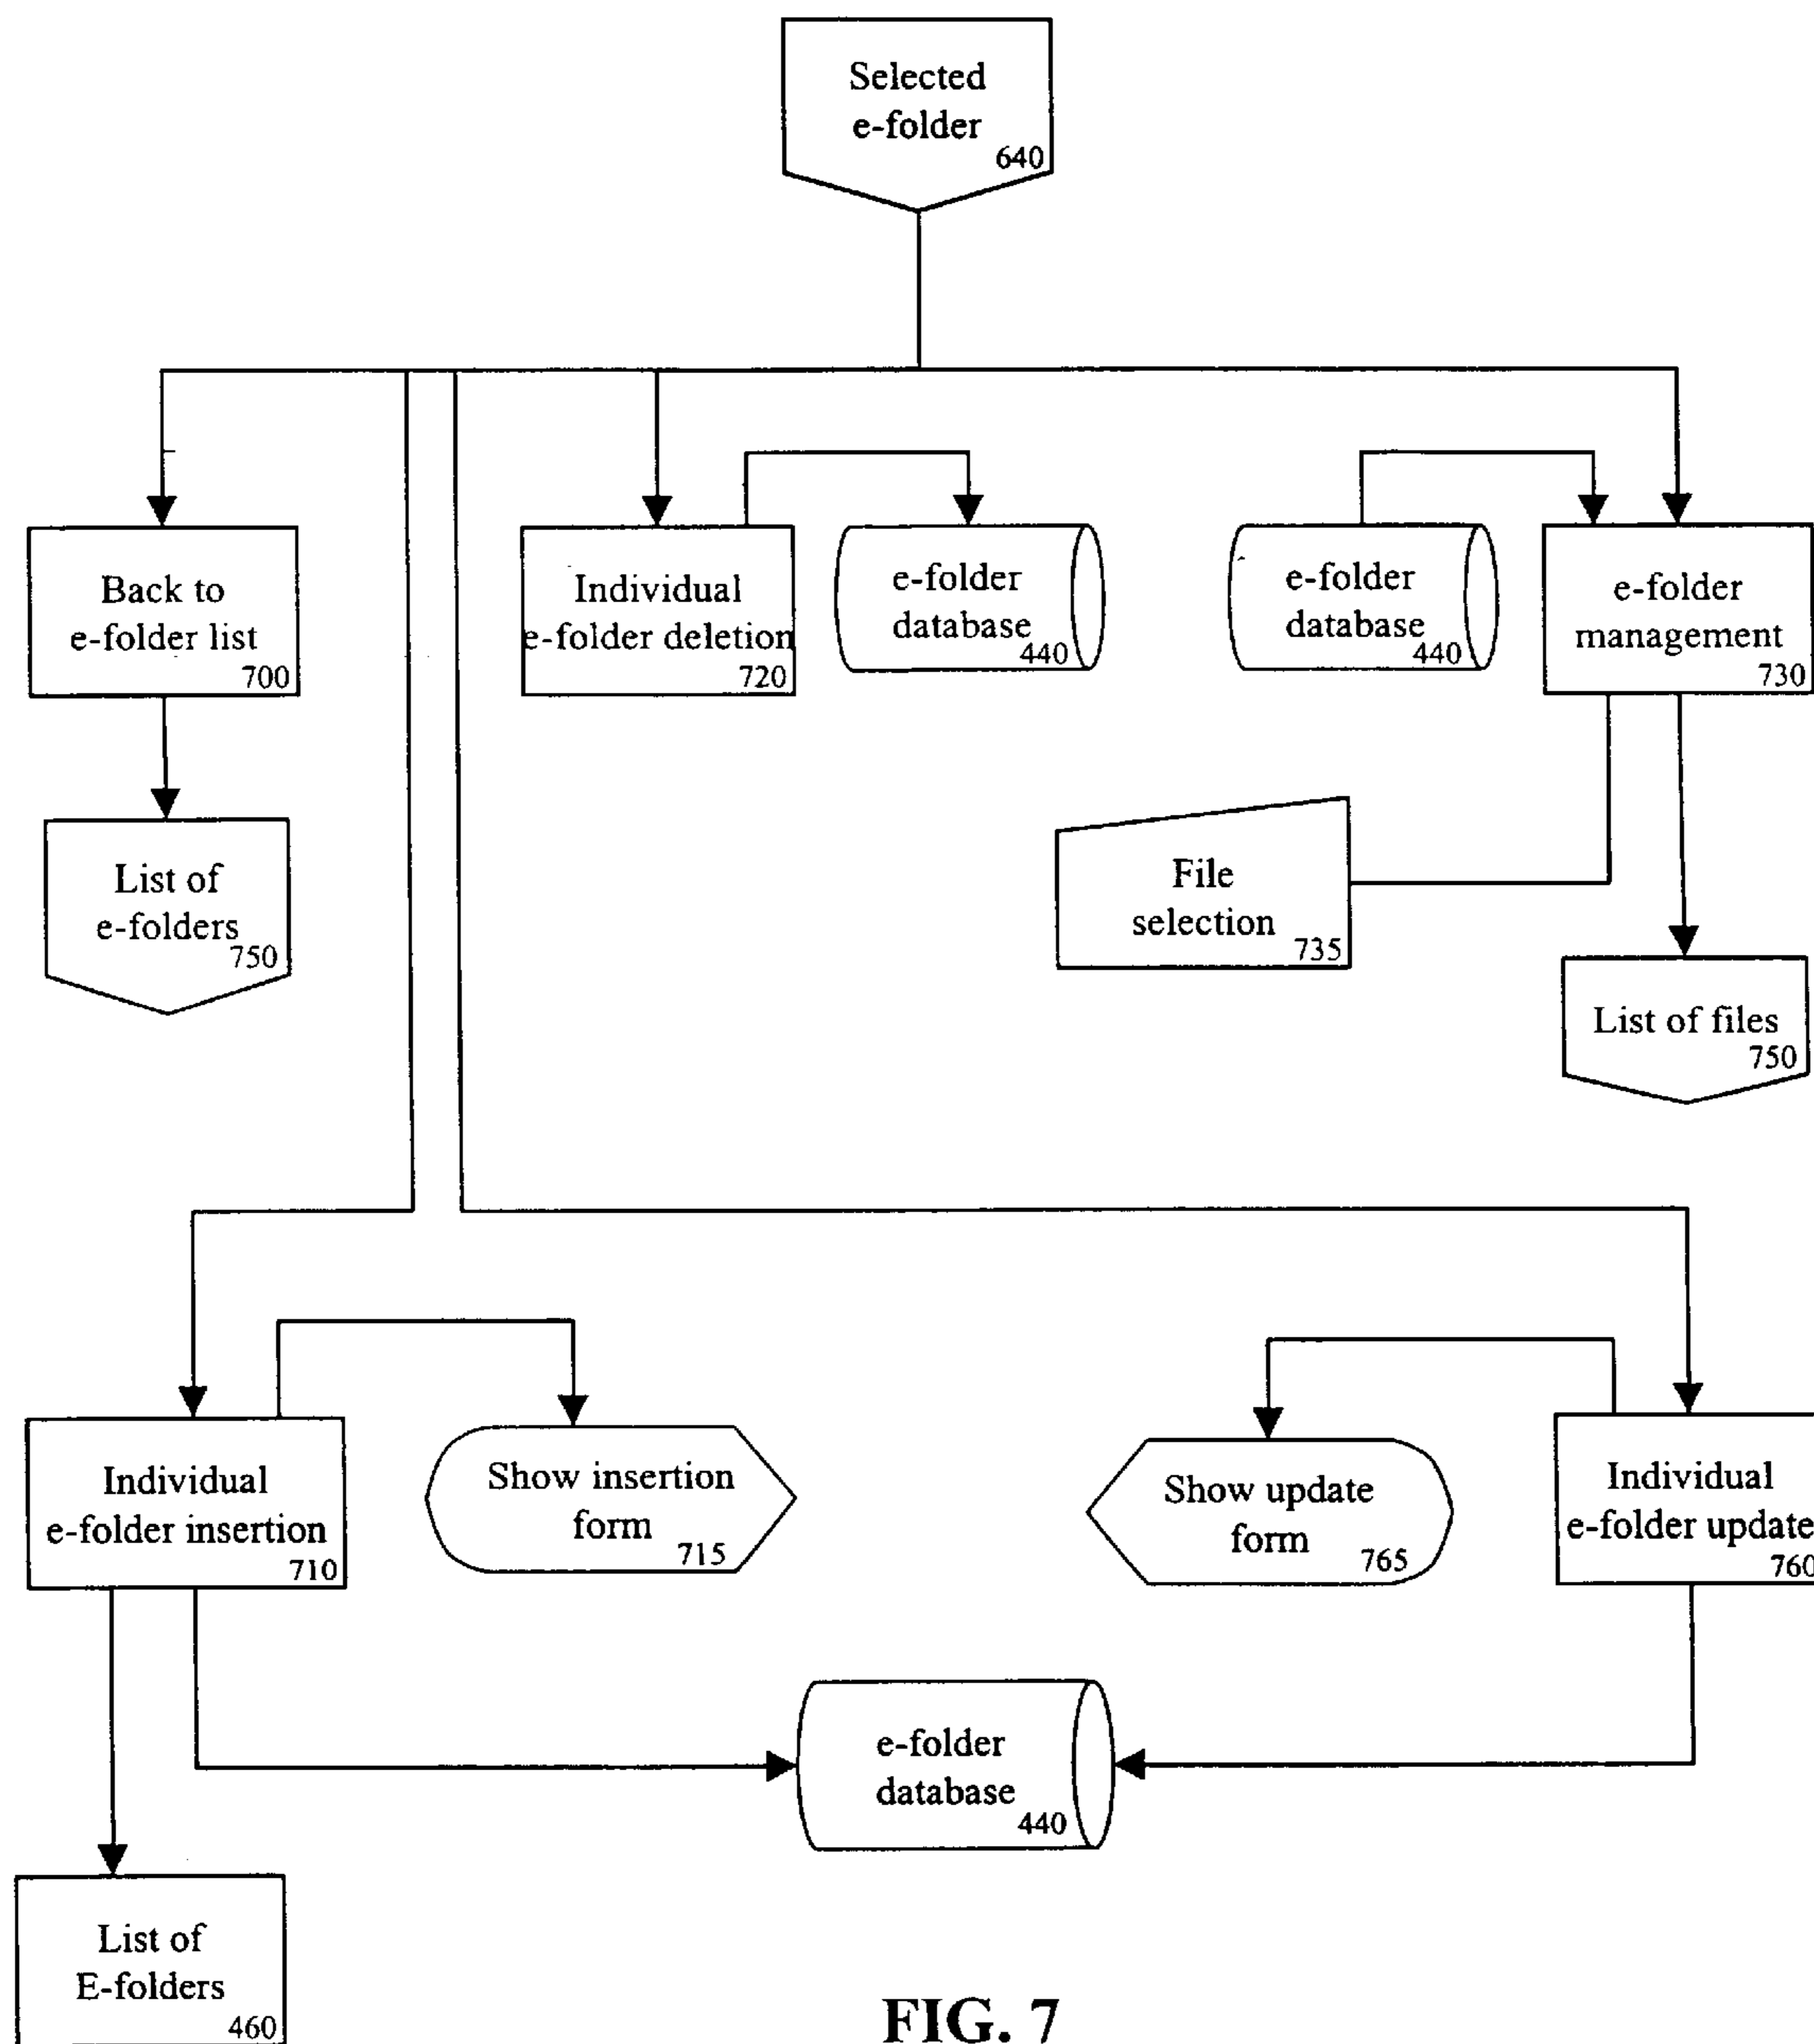 Selected
e-folder
640
Back to
e-folder list
700
Individual
e-folder deletion
720
e-folder
database
440
e-folder
database
440
e-folder
management
730
List of
e-folders
750
File
selection
735
List of files
750
Individual
e-folder insertion
710
Show insertion
form
715
Show update
form
765
Individual
e-folder update
760
e-folder
database
440
List of
E-folders
460
FIG. 7